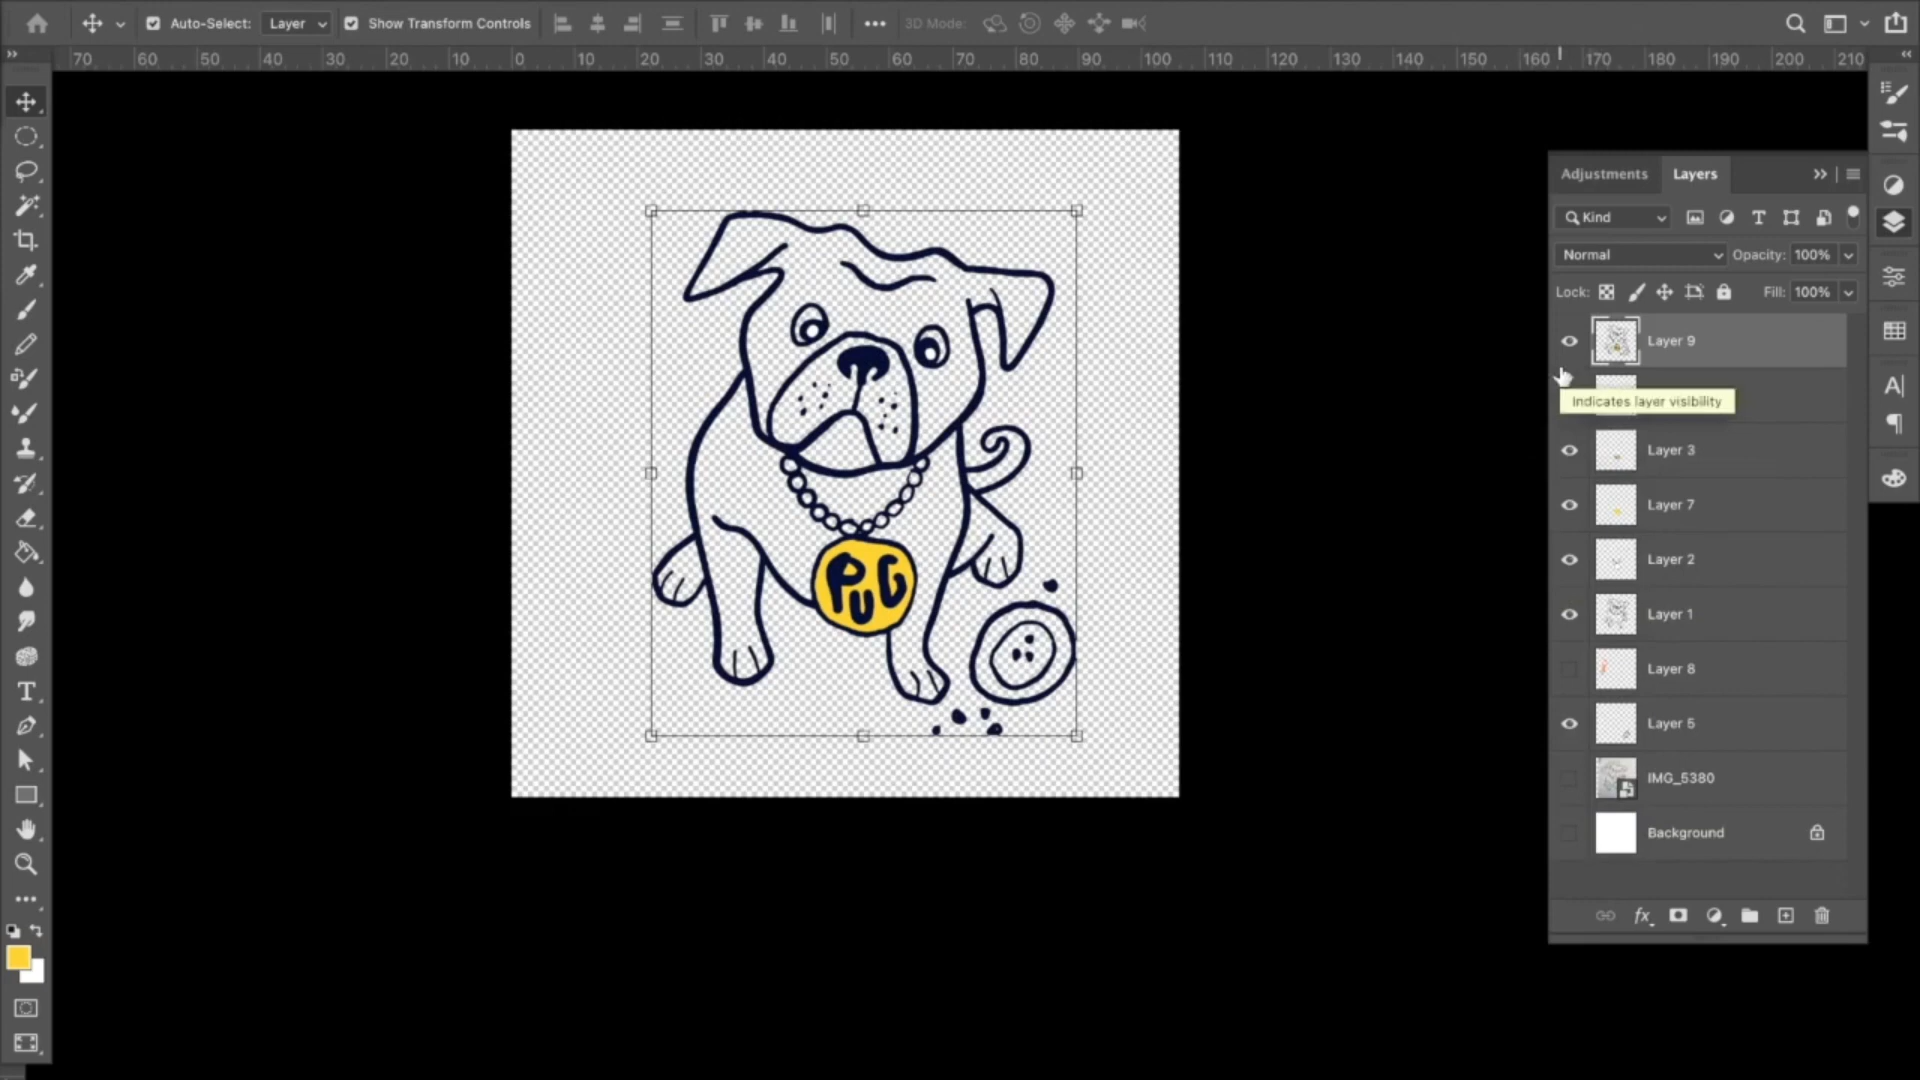 Auto-Select: Layer Show Transform Controls 3D Mode:
70 60 50 40 30 20 10 0 10 20 30 40 50 60 70 80 90 100 110 120 130 140 150 160 170 180 190 200 210
Adjustments Layers
Kind
Normal Opacity: 100%
Lock: Fill: 100%
Layer 9
Indicates layer visibility
Layer 3
Layer 7
Layer 2
Layer 1
Layer 8
Layer 5
IMG_5380
Background
fx
PUG